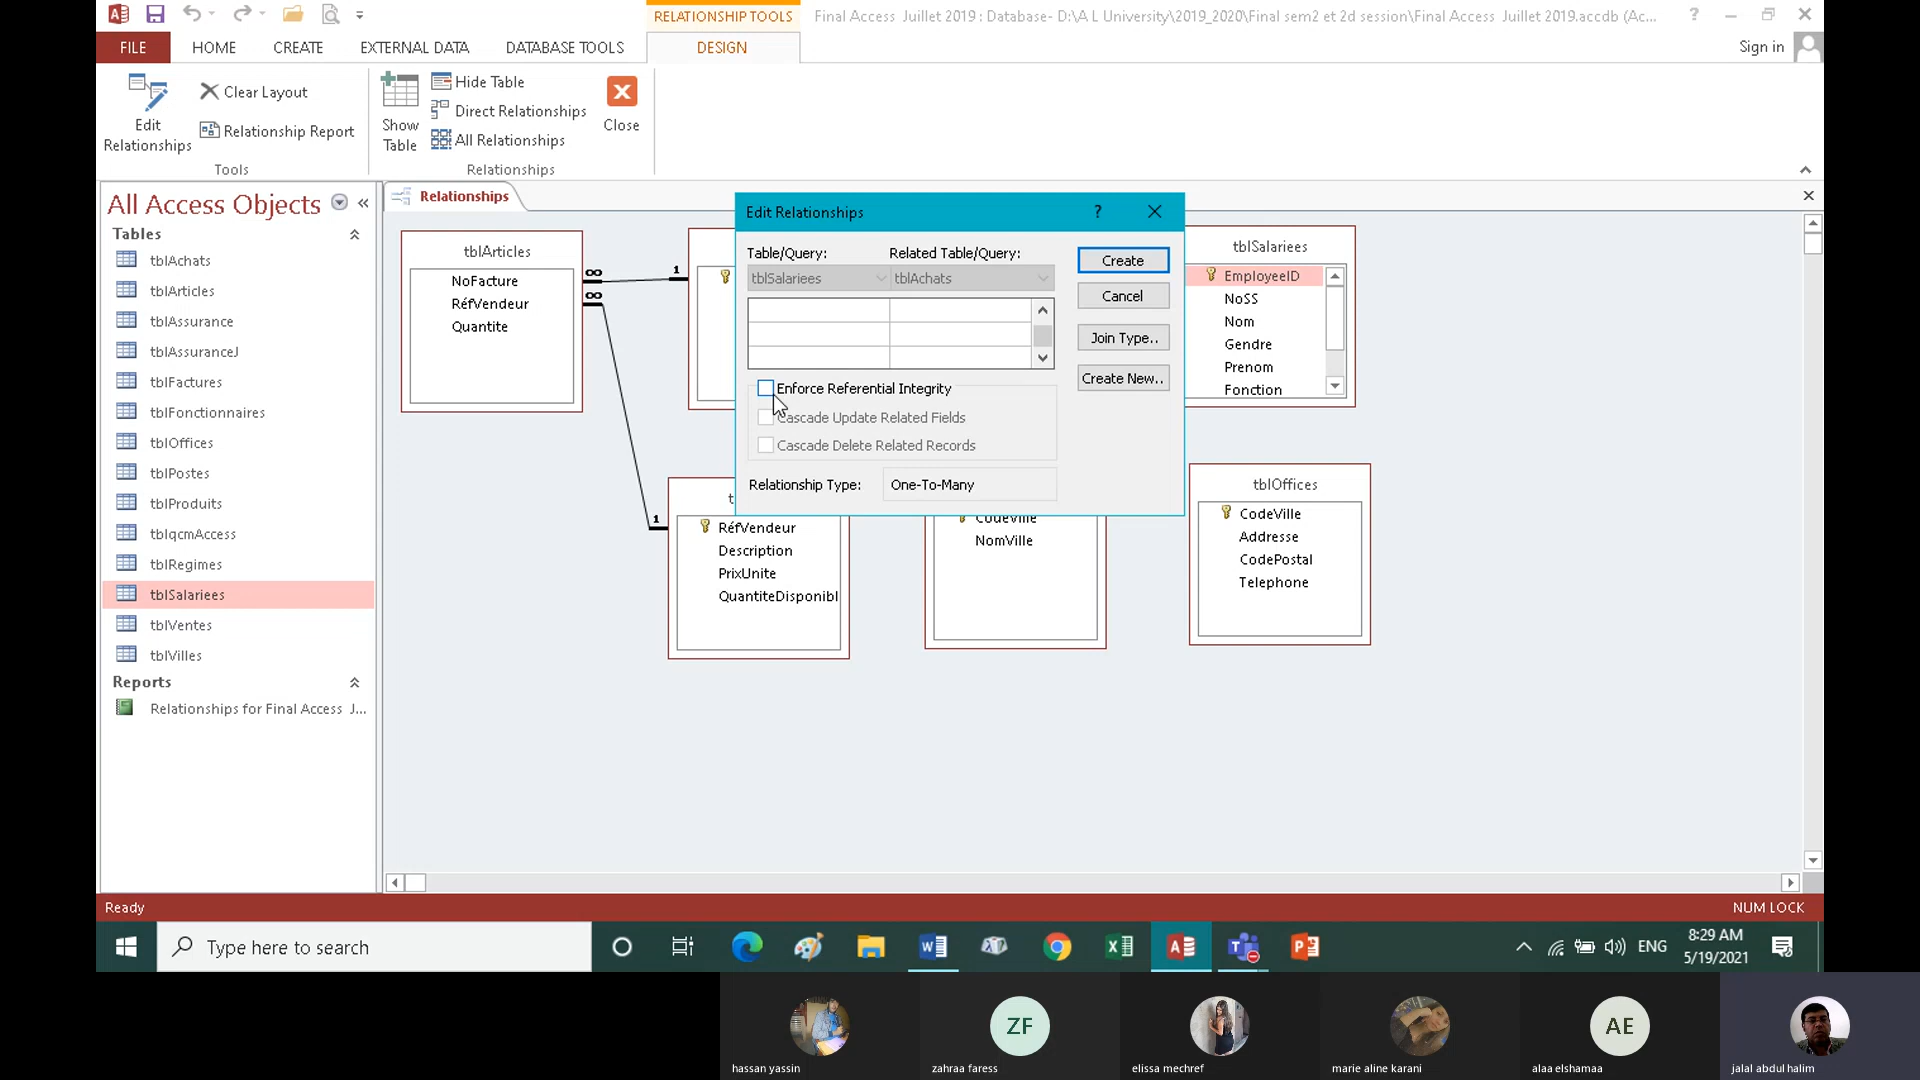 RELATIONSHIP TOOLS
Final Access Juillet 2019 : Database- D:\A L University\2019_2020\Final sem2 et 2d session\Final Access Juillet 2019.accdb (Ac...
?
FILE
HOME
CREATE
EXTERNAL DATA
DATABASE TOOLS
DESIGN
Sign in
Edit
Relationships
Clear Layout
Relationship Report
Tools
Show
Table
Hide Table
Direct Relationships
All Relationships
Relationships
Close
All Access Objects
Tables
tblAchats
tblArticles
tblAssurance
tblAssuranceJ
tblFactures
tblFonctionnaires
tblOffices
tblPostes
tblProduits
tblqcmAccess
tblRegimes
tblSalariees
tblVentes
tblVilles
Reports
Relationships for Final Access J...
Relationships
tblArticles
NoFacture
RéfVendeur
Quantite
∞
1
∞
1
Edit Relationships
?
Table/Query:
Related Table/Query:
tblSalariees
tblAchats
Create
Cancel
Join Type..
Create New..
Enforce Referential Integrity
Cascade Update Related Fields
Cascade Delete Related Records
Relationship Type:
One-To-Many
tblSalariees
EmployeeID
NoSS
Nom
Gendre
Prenom
Fonction
RéfVendeur
Description
PrixUnite
QuantiteDisponibl
CodeVille
NomVille
tblOffices
CodeVille
Addresse
CodePostal
Telephone
Ready
NUM LOCK
Type here to search
ENG
8:29 AM
5/19/2021
ZF
AE
hassan yassin
zahraa faress
elissa mechref
marie aline karani
alaa elshamaa
jalal abdul halim